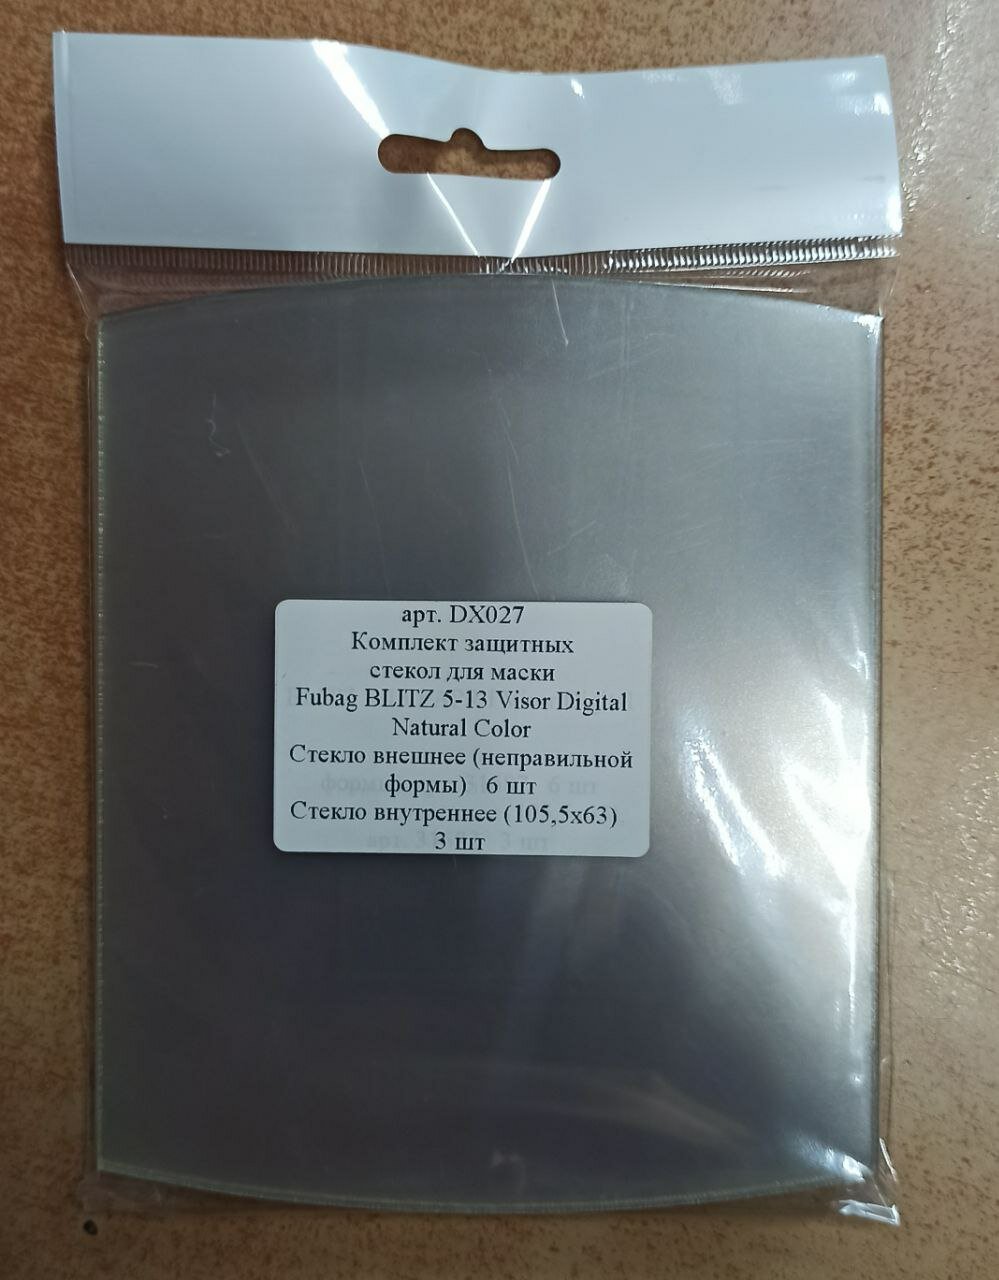 арт. DX027
Комплект защитных
стекол для маски
Fubag BLITZ 5-13 Visor Digital
Natural Color
Стекло внешнее (неправильной
формы) 6 шт
Стекло внутреннее (105,5х63)
3 шт